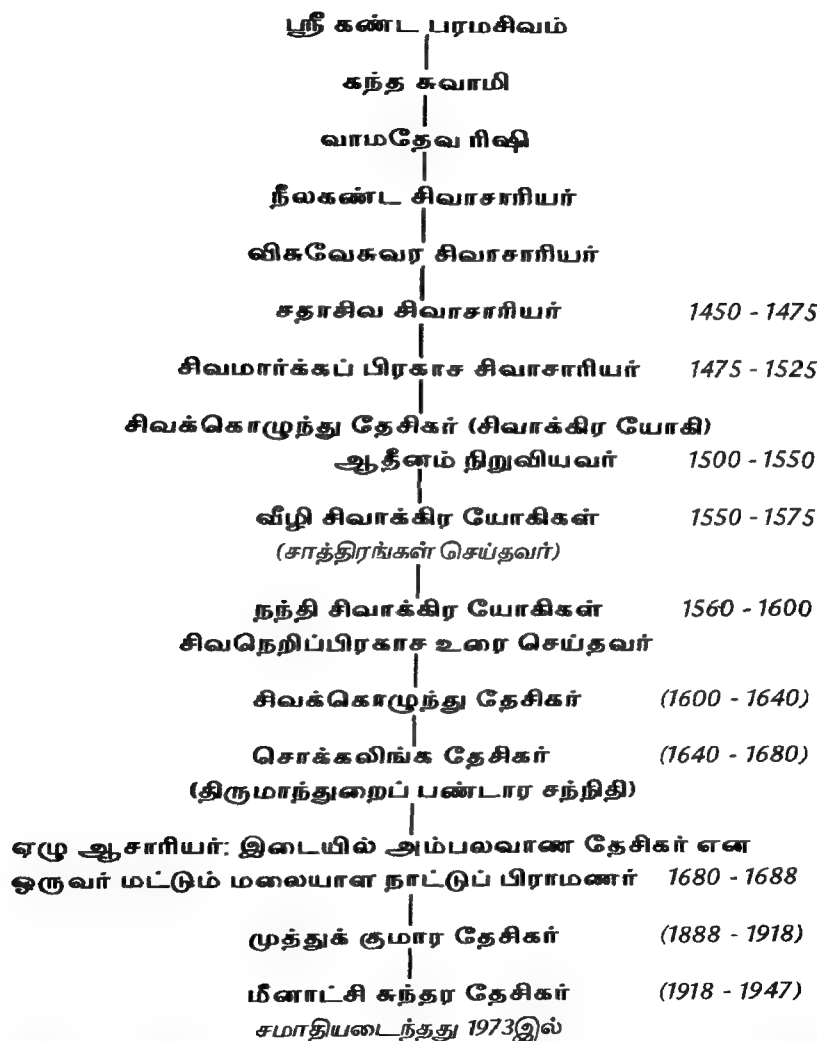 ஸ்ரீ கண்ட பரமசிவம்
கந்த சுவாமி
வாமதேவ ரிஷி
நீலகண்ட சிவாசாரியர்
விசுவேசுவர சிவாசாரியர்
சதாசிவ சிவாசாரியர் 1450 - 1475
சிவமார்க்கப் பிரகாச சிவாசாரியர் 1475 - 1525
சிவக்கொழுந்து தேசிகர் (சிவாக்கிர யோகி)
ஆதீனம் நிறுவியவர் 1500 - 1550
வீழி சிவாக்கிர யோகிகள் 1550 - 1575
(சாத்திரங்கள் செய்தவர்)
நந்தி சிவாக்கிர யோகிகள் 1560 - 1600
சிவநெறிப்பிரகாச உரை செய்தவர்
சிவக்கொழுந்து தேசிகர் (1600 - 1640)
சொக்கலிங்க தேசிகர் (1640 - 1680)
(திருமாந்துறைப் பண்டார சந்நிதி)
ஏழு ஆசாரியர்: இடையில் அம்பலவாண தேசிகர் என
ஒருவர் மட்டும் மலையாள நாட்டுப் பிராமணர் 1680 - 1688
முத்துக் குமார தேசிகர் (1888 - 1918)
மீனாட்சி சுந்தர தேசிகர் (1918 - 1947)
சமாதியடைந்தது 1973இல்